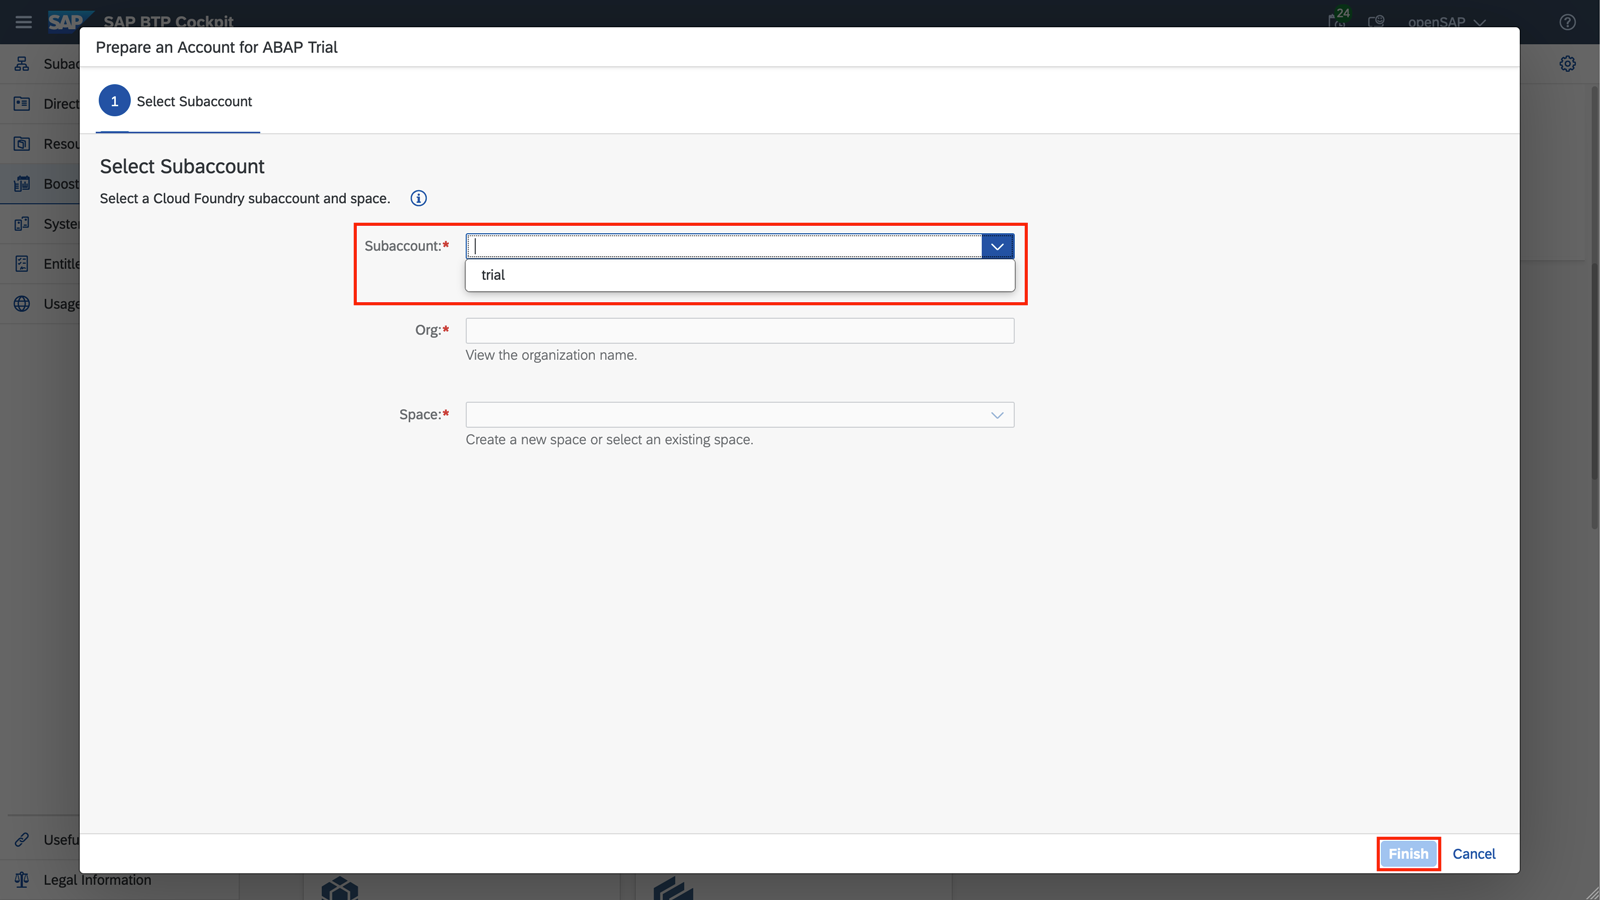 SAP SAP BTP Cockpit
24
openSAP
Prepare an Account for ABAP Trial
1 Select Subaccount
Subac
Direct
Resou
Boost
Syste
Entitle
Usage
Select Subaccount
Select a Cloud Foundry subaccount and space.
Subaccount:*
trial
Org:*
View the organization name.
Space:*
Create a new space or select an existing space.
Usefu
Legal Information
Finish
Cancel